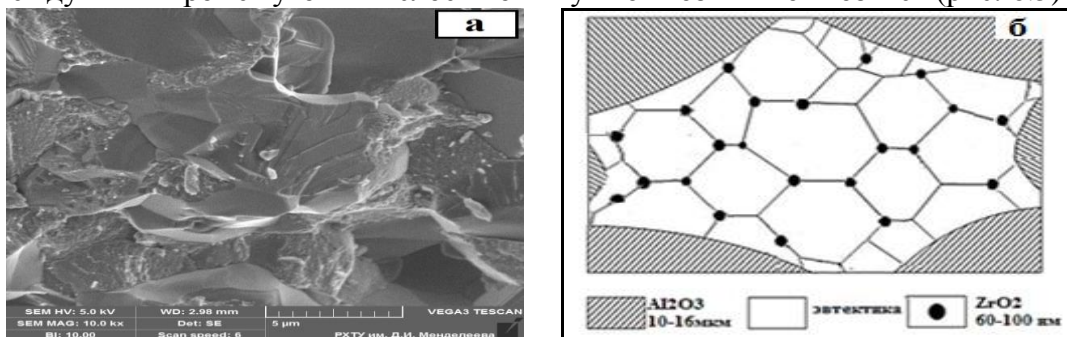 а
SEM HV: 5.0 kV
WD: 2.98 mm
VEGA3 TESCAN
SEM MAG: 10.0 kx
Det: SE
5 µm
BI: 10.00
Scan speed: 6
РХТУ им. Д.И. Менделеева
б
Al2O3
10-16мкм
эвтектика
ZrO2
60-100 нм